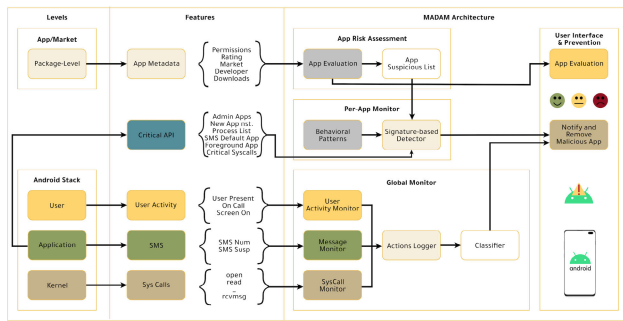 Levels
Features
MADAM Architecture
App/Market
Package-Level
App Metadata
Permissions
Rating
Market
Developer
Downloads
App Risk Assessment
App Evaluation
App
Suspicious List
User Interface
& Prevention
App Evaluation
Critical API
Admin Apps
New App Inst.
Process List
SMS Default App
Foreground App
Critical Syscalls
Per-App Monitor
Behavioral
Patterns
Signature-based
Detector
Notify and
Remove
Malicious App
Android Stack
User
User Activity
User Present
On Call
Screen On
Global Monitor
User
Activity Monitor
Application
SMS
SMS Num
SMS Susp
Message
Monitor
Actions Logger
Classifier
Kernel
Sys Calls
open
read
..
rcvmsg
SysCall
Monitor
android